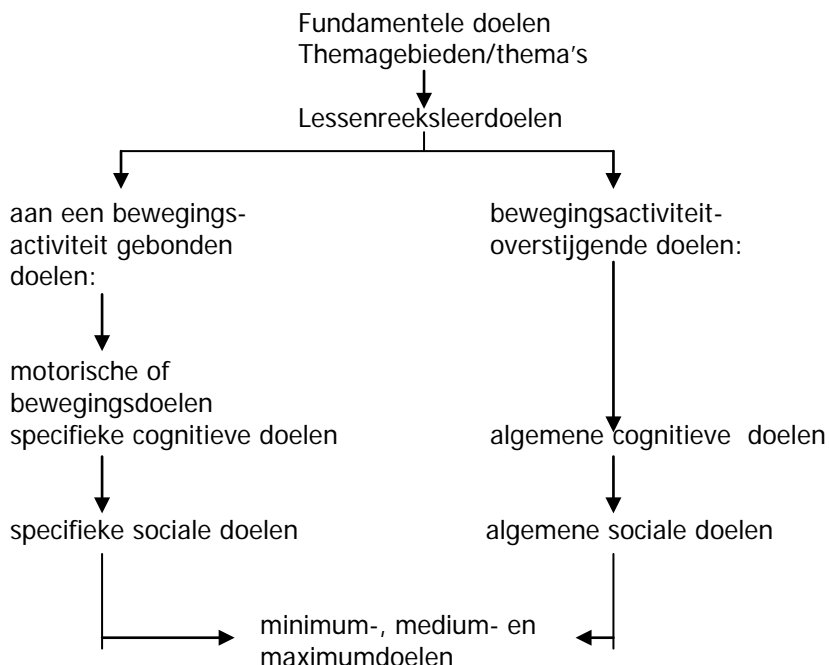 Fundamentele doelen
Themagebieden/thema's
Lessenreeksleerdoelen
aan een bewegings-
activiteit gebonden
doelen:
bewegingsactiviteit-
overstijgende doelen:
motorische of
bewegingsdoelen
specifieke cognitieve doelen
algemene cognitieve  doelen
specifieke sociale doelen
algemene sociale doelen
minimum-, medium- en
maximumdoelen